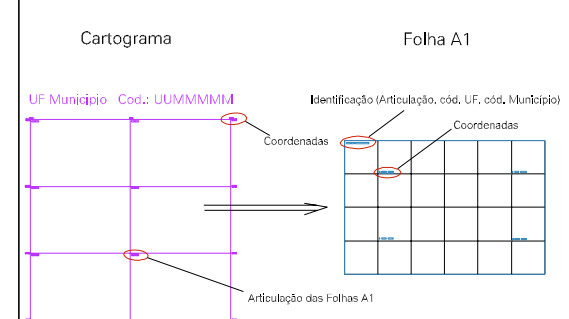 Cartograma
Folha A1
UF Município Cod.: UUMMMMM
Identificação (Articulação, cód. UF, cód. Município)
Coordenadas
Coordenadas
Articulação das Folhas A1